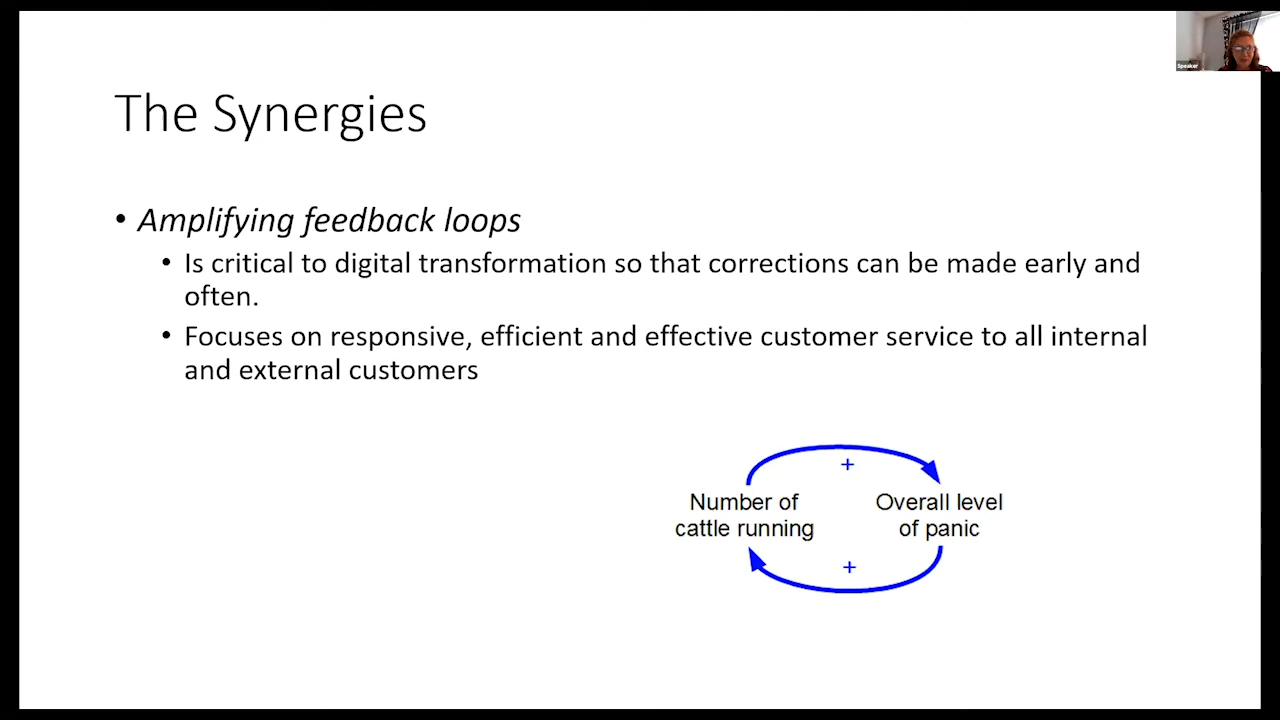 Speaker
The Synergies
• Amplifying feedback loops
• Is critical to digital transformation so that corrections can be made early and
often.
• Focuses on responsive, efficient and effective customer service to all internal
and external customers
+
Number of
cattle running
Overall level
of panic
+